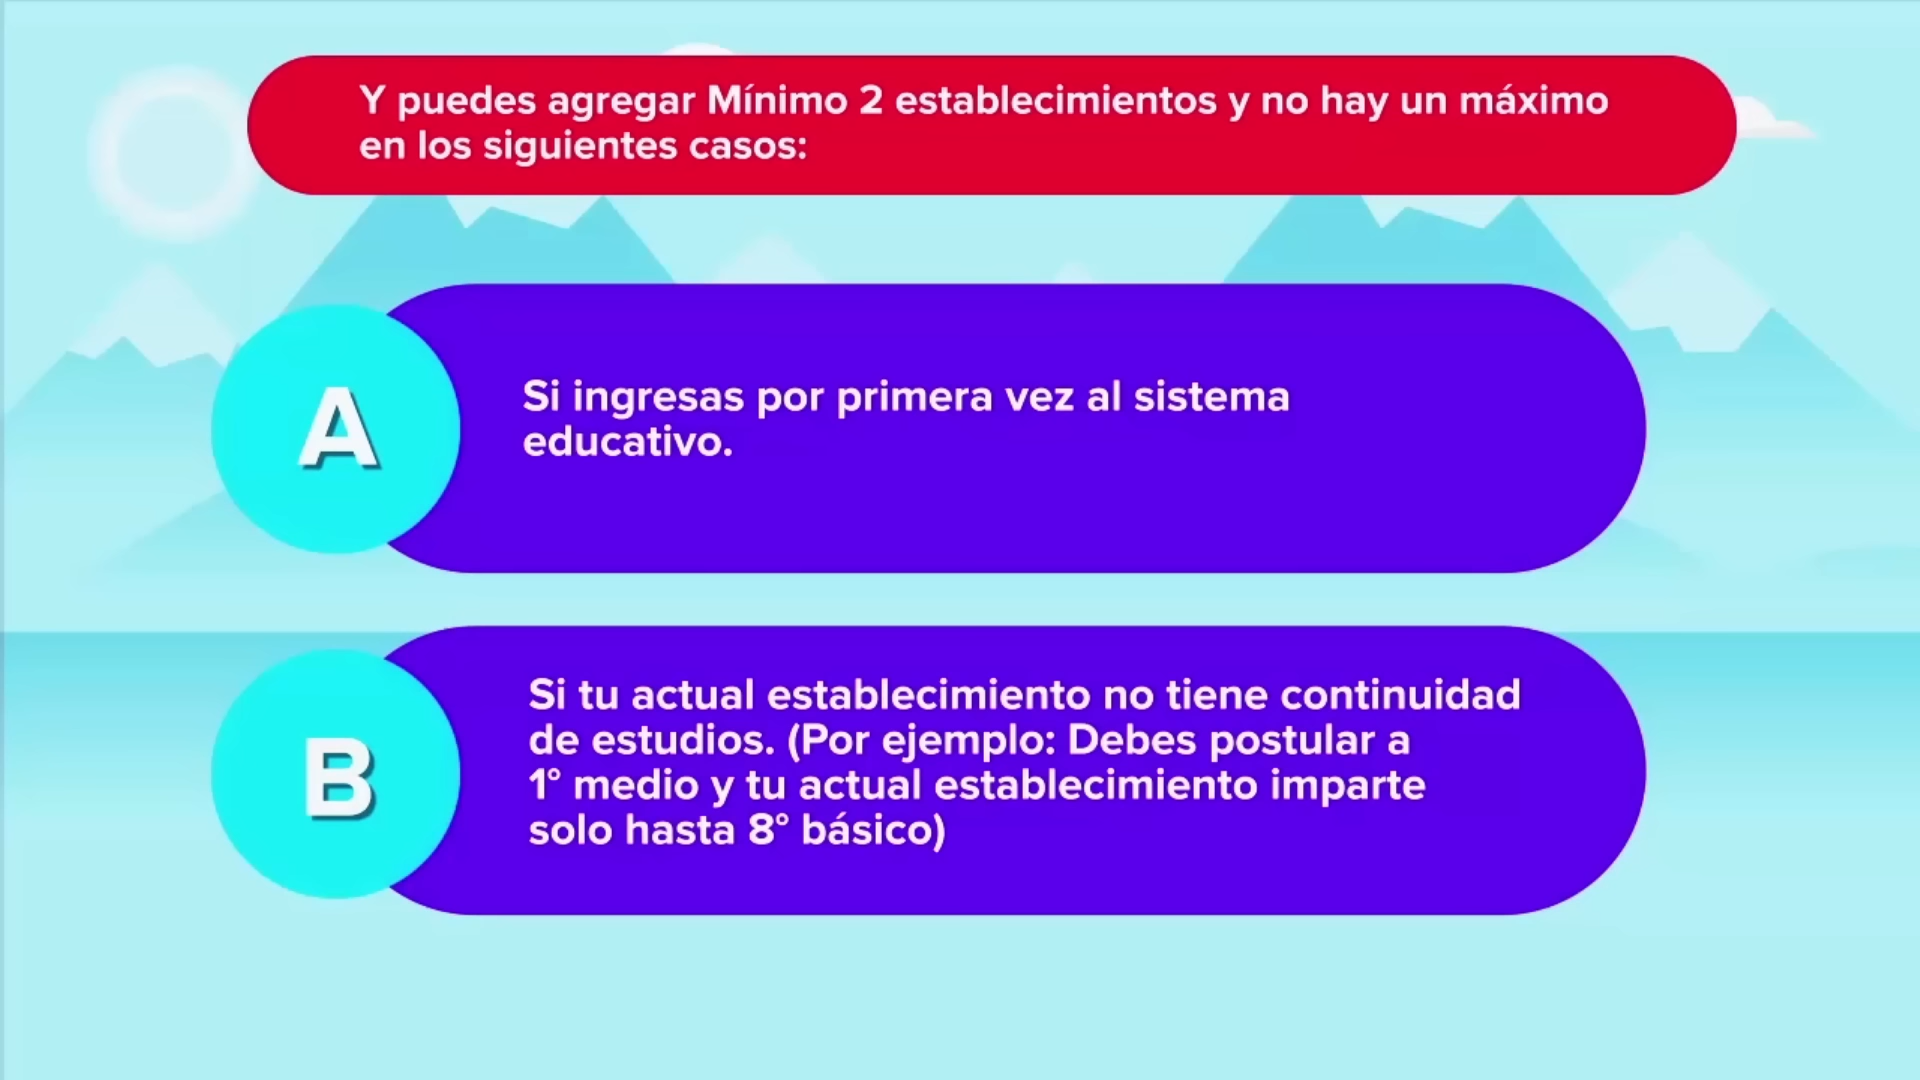 Y puedes agregar Mínimo 2 establecimientos y no hay un máximo
en los siguientes casos:
A
Si ingresas por primera vez al sistema
educativo.
B
Si tu actual establecimiento no tiene continuidad
de estudios. (Por ejemplo: Debes postular a
1° medio y tu actual establecimiento imparte
solo hasta 8° básico)